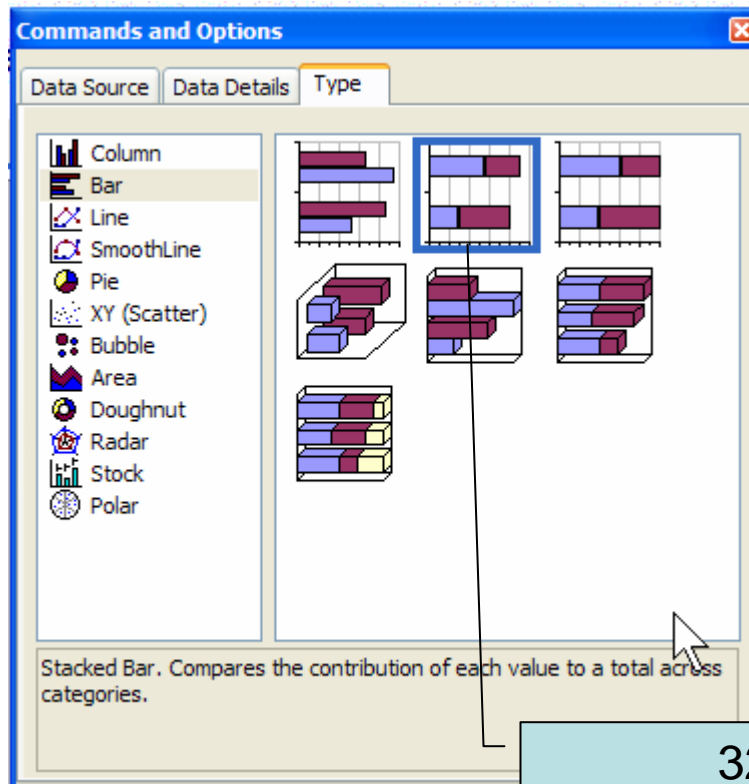 Commands and Options
Data Source Data Details Type
Column
Bar
Line
SmoothLine
Pie
XY (Scatter)
Bubble
Area
Doughnut
Radar
Stock
Polar
Stacked Bar. Compares the contribution of each value to a total across
categories.
32